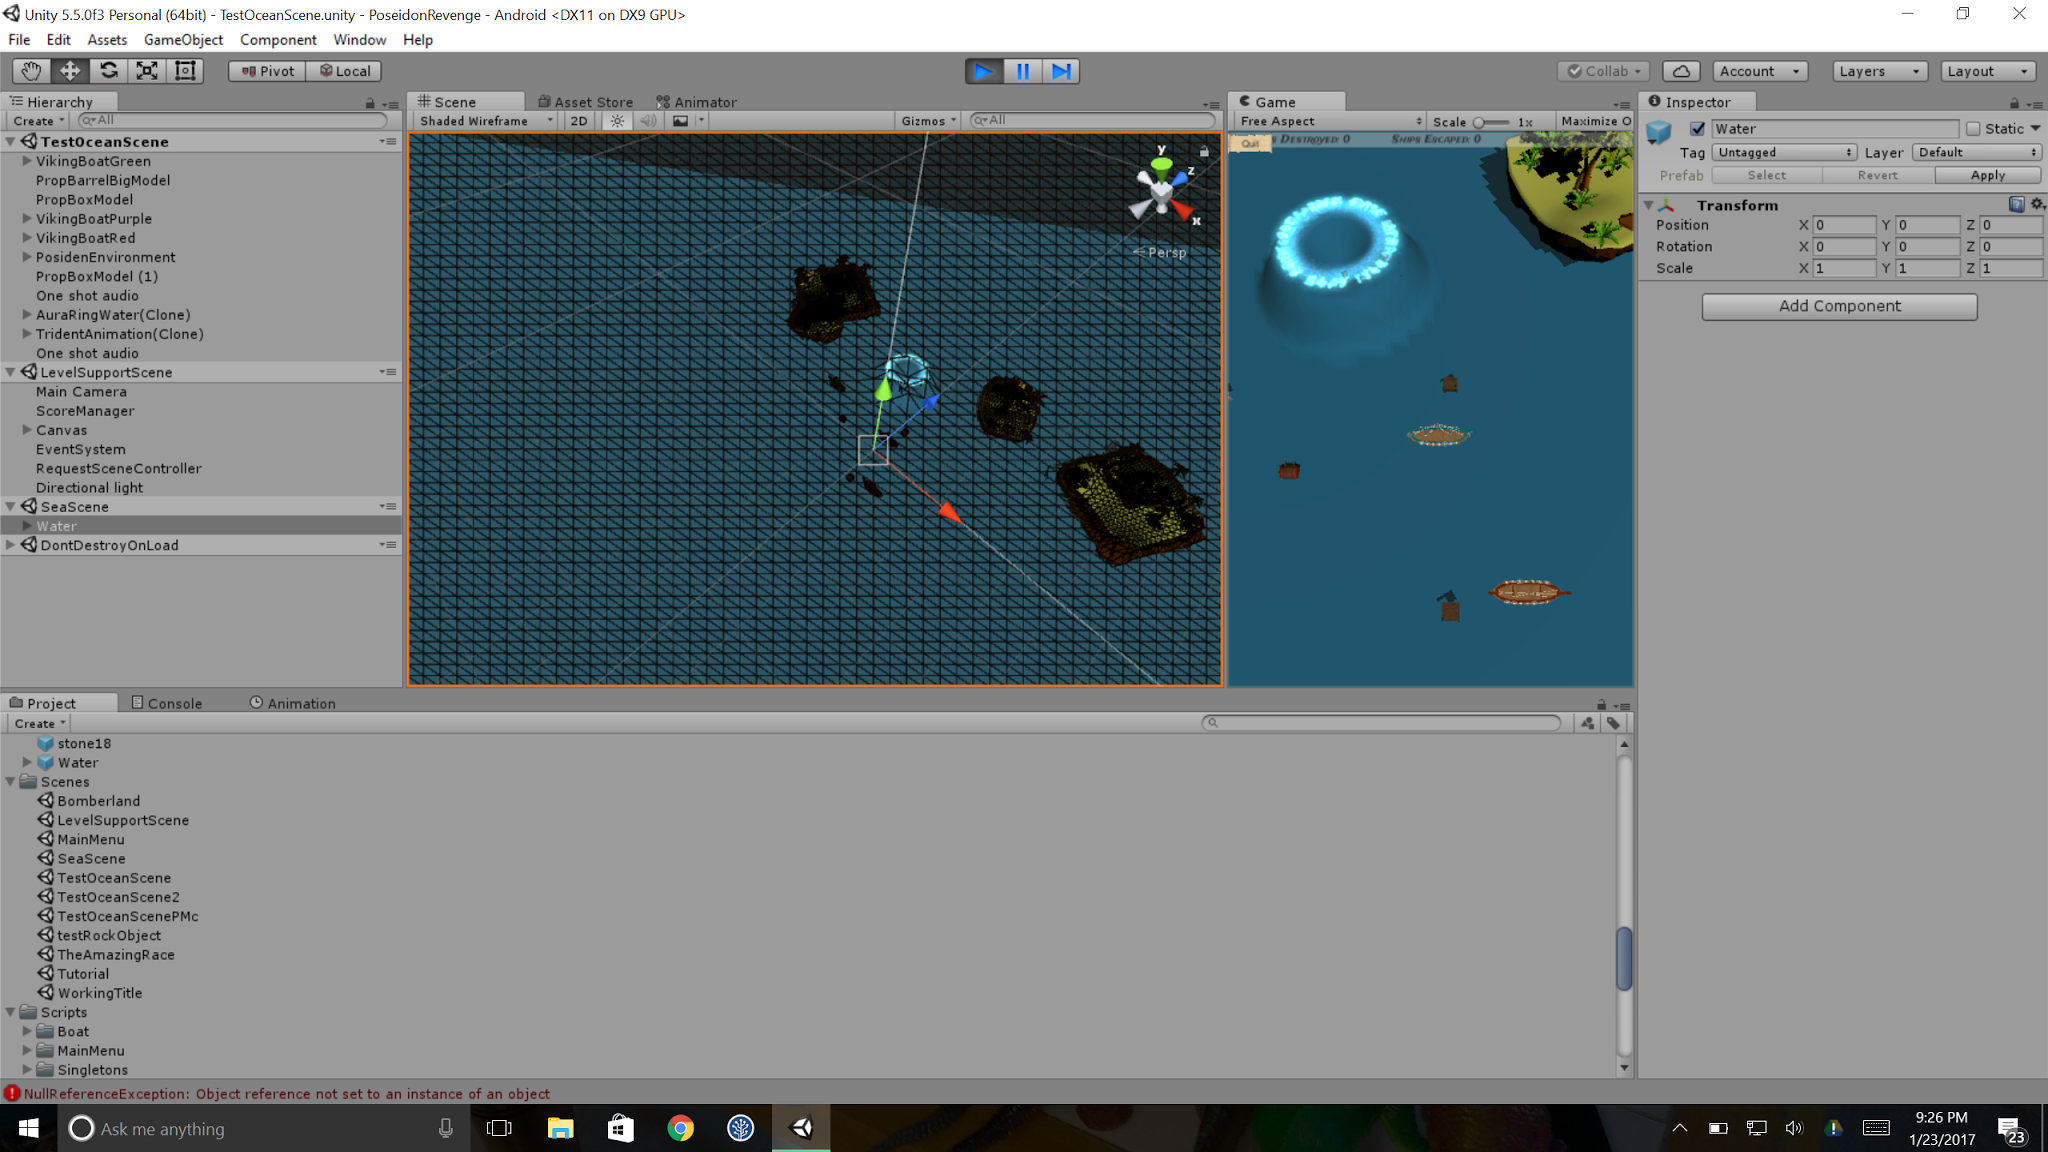 Unity 5.5.0f3 Personal (64bit) - TestOceanScene.unity - PoseidonRevenge - Android <DX11 on DX9 GPU>
File Edit Assets GameObject Component Window Help
Pivot Local Collab Account Layers Layout
Hierarchy
Create All
TestOceanScene
VikingBoatGreen
PropBarrelBigModel
PropBoxModel
VikingBoatPurple
VikingBoatRed
PosidenEnvironment
PropBoxModel (1)
One shot audio
AuraRingWater(Clone)
TridentAnimation(Clone)
One shot audio
LevelSupportScene
Main Camera
ScoreManager
Canvas
EventSystem
RequestSceneController
Directional light
SeaScene
Water
DontDestroyOnLoad
Scene Asset Store Animator
Shaded Wireframe 2D Gizmos All
y
z
x
Persp
Game
Free Aspect Scale 1x Maximize O
Quit Destroyed: 0 Ships Escaped: 0
Inspector
Water Static
Tag Untagged Layer Default
Prefab Select Revert Apply
Transform
Position X 0 Y 0 Z 0
Rotation X 0 Y 0 Z 0
Scale X 1 Y 1 Z 1
Add Component
Project Console Animation
Create
stone18
Water
Scenes
Bomberland
LevelSupportScene
MainMenu
SeaScene
TestOceanScene
TestOceanScene2
TestOceanScenePMc
testRockObject
TheAmazingRace
Tutorial
WorkingTitle
Scripts
Boat
MainMenu
Singletons
NullReferenceException: Object reference not set to an instance of an object
Ask me anything
9:26 PM
1/23/2017
23